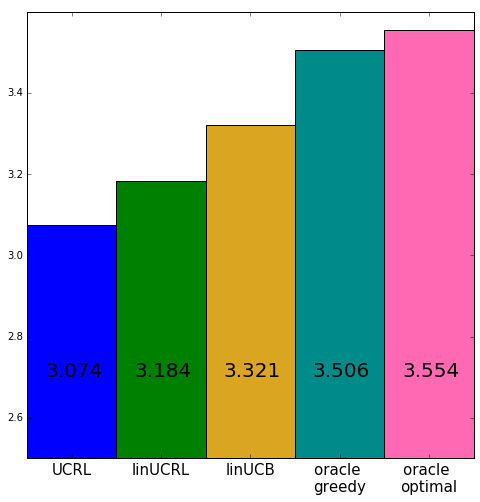 3.4
3.2
3.0
2.8
2.6
3.074
3.184
3.321
3.506
3.554
UCRL
linUCRL
linUCB
oracle
greedy
oracle
optimal